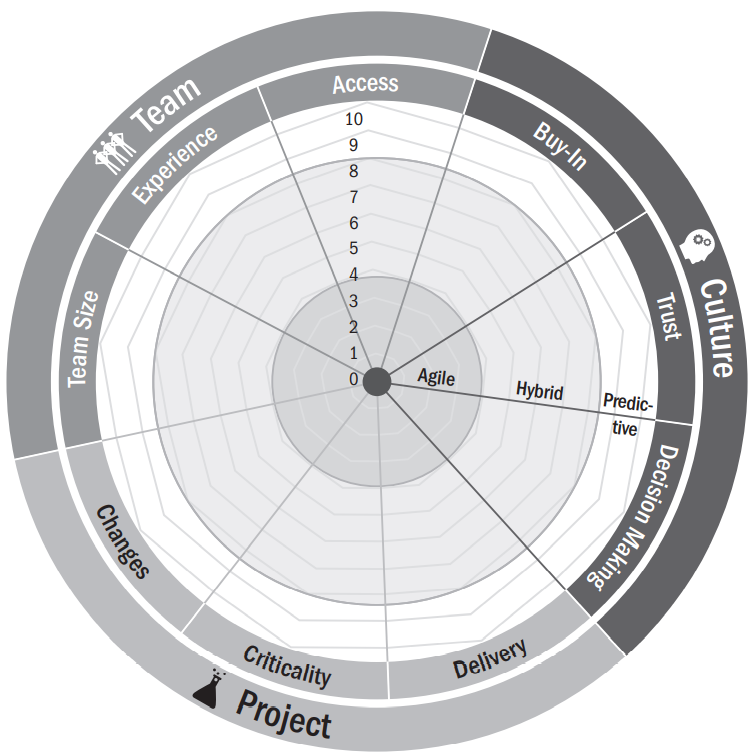 Team
Culture
Project
Access
Buy-In
Trust
Decision Making
Delivery
Criticality
Changes
Team Size
Experience
10
9
8
7
6
5
4
3
2
1
0
Agile
Hybrid
Predic-
tive